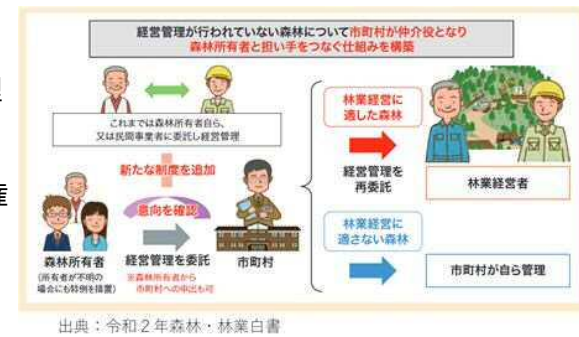 経営管理が行われていない森林について市町村が仲介役となり
森林所有者と担い手をつなぐ仕組みを構築
これまでは森林所有者自ら、
又は民間事業者に委託し経営管理
新たな制度を追加
意向を確認
森林所有者
(所有者が不明の
場合にも特例を措置)
経営管理を委託
※森林所有者から
市町村への申出も可
市町村
林業経営に
適した森林
経営管理を
再委託
林業経営者
林業経営に
適さない森林
市町村が自ら管理
理
権
出典：令和２年森林・林業白書